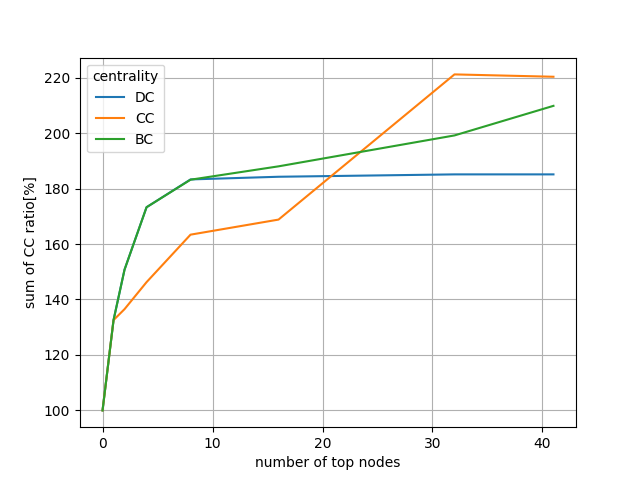 centrality
DC
CC
BC
220
200
180
160
140
120
100
0 10 20 30 40
number of top nodes
sum of CC ratio[%]